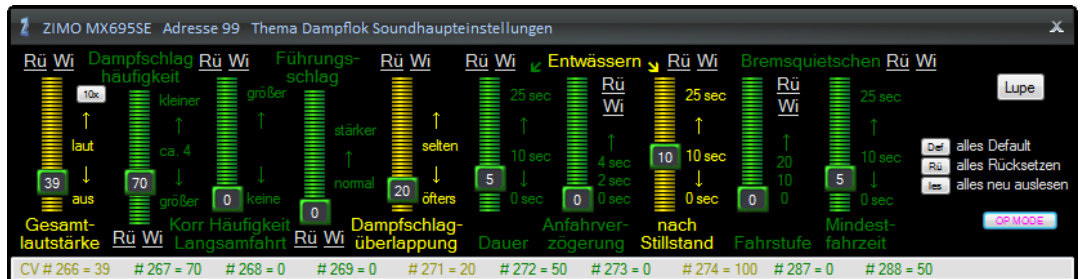 ZIMO MX695SE Adresse 99 Thema Dampflok Soundhaupteinstellungen X
Rü Wi Dampfschlag häufigkeit Rü Wi Führungs- schlag Rü Wi Rü Wi ↙ Entwässern ↘ Rü Wi Bremsquietschen Rü Wi
10x
↑
laut
↓
aus
39
Gesamt-
lautstärke
kleiner
↑
ca. 4
↓
größer
70
Rü Wi
größer
↑
keine
0
Korr Häufigkeit
Langsamfahrt
stärker
↑
normal
0
Rü Wi
↑
selten
↓
öfters
20
Dampfschlag-
überlappung
25 sec
↑
10 sec
↓
0 sec
5
Dauer
Rü
Wi
↑
4 sec
2 sec
0 sec
0
Anfahrver-
zögerung
25 sec
↑
10 sec
↓
0 sec
10
nach
Stillstand
Rü
Wi
↑
20
10
0
0
Fahrstufe
25 sec
↑
10 sec
↓
0 sec
5
Mindest-
fahrzeit
Lupe
Def alles Default
Rü alles Rücksetzen
les alles neu auslesen
OP MODE
CV # 266 = 39 # 267 = 70 # 268 = 0 # 269 = 0 # 271 = 20 # 272 = 50 # 273 = 0 # 274 = 100 # 287 = 0 # 288 = 50